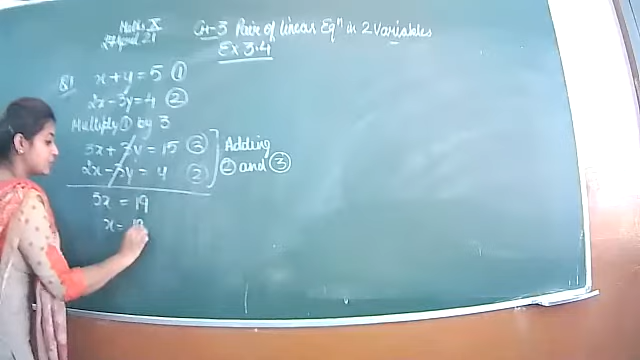 Maths X
Ch-3 Pair of linear Eqⁿ in 2 Variables
April 21
Ex 3.4
Q1 x+y=5 ①
2x-3y=4 ②
Multiply ① by 3
3x+3y=15 ③
2x-3y=4 ②
Adding
② and ③
5x=19
x=19